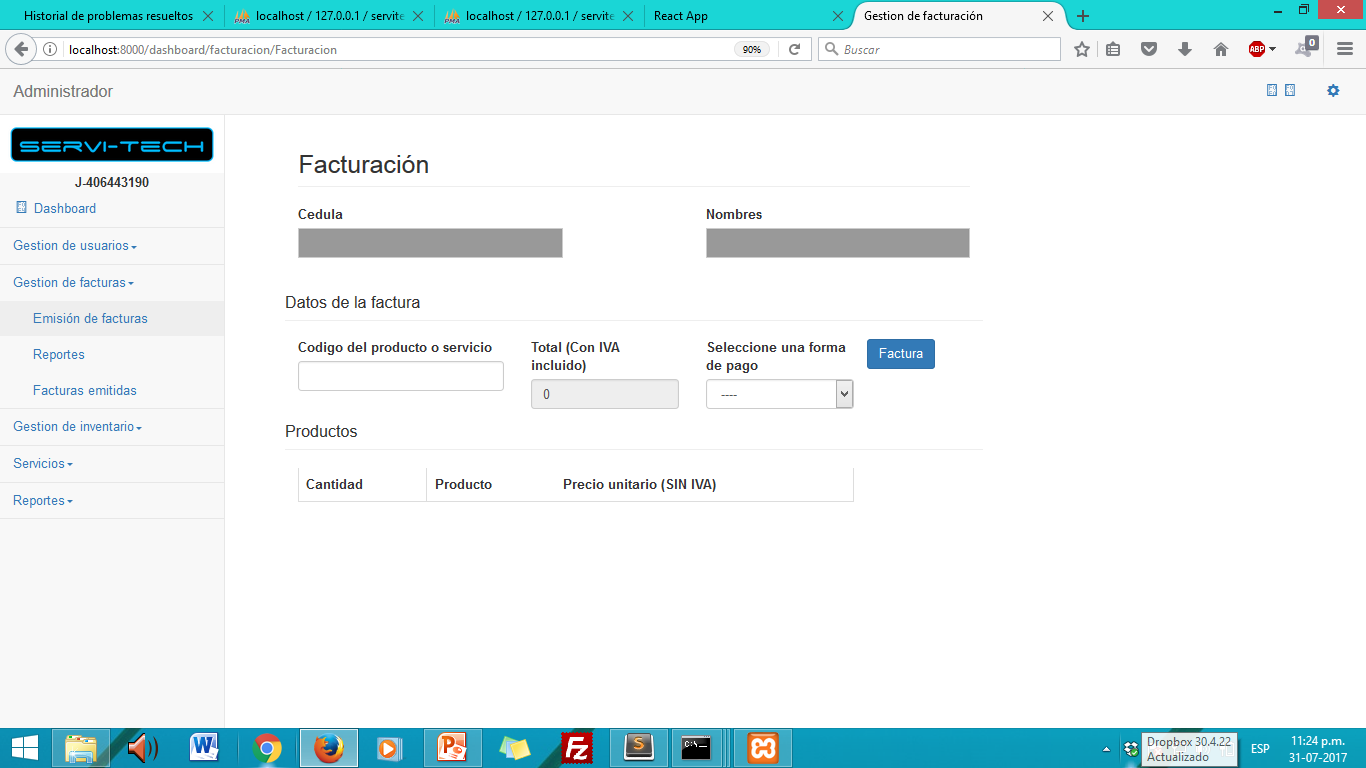 Historial de problemas resueltos
localhost / 127.0.0.1 / servite
localhost / 127.0.0.1 / servite
React App
Gestion de facturación
localhost:8000/dashboard/facturacion/Facturacion
90%
Buscar
ABP
0
Administrador
SERVI-TECH
J-406443190
Dashboard
Gestion de usuarios
Gestion de facturas
Emisión de facturas
Reportes
Facturas emitidas
Gestion de inventario
Servicios
Reportes
Facturación
Cedula
Nombres
Datos de la factura
Codigo del producto o servicio
Total (Con IVA
incluido)
0
Seleccione una forma
de pago
----
Factura
Productos
Cantidad
Producto
Precio unitario (SIN IVA)
Dropbox 30.4.22
Actualizado
ESP
11:24 p.m.
31-07-2017